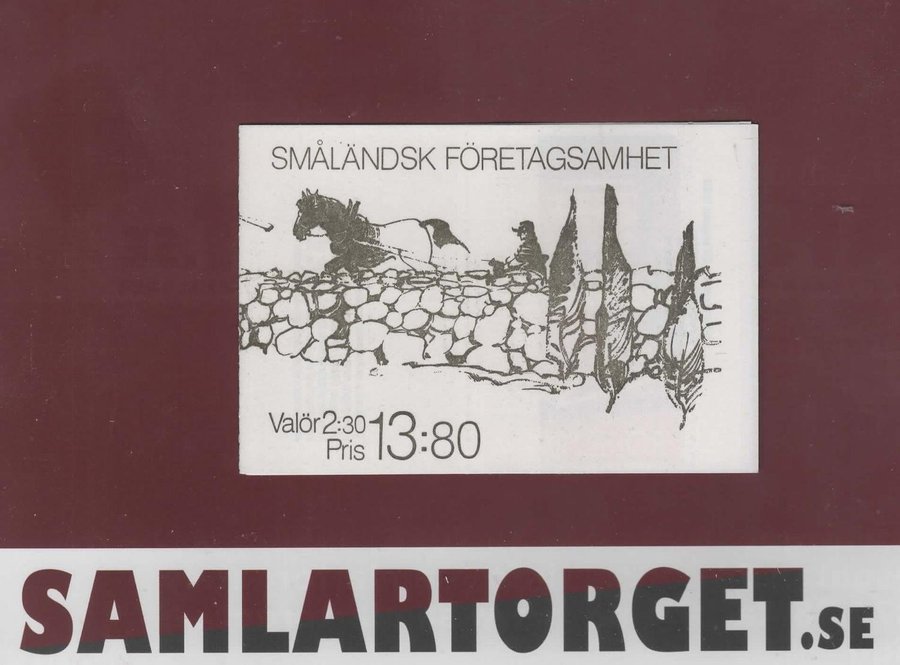 SMÅLÄNDSK FÖRETAGSAMHET
Valör 2:30
Pris 13:80
SAMLARTORGET.SE